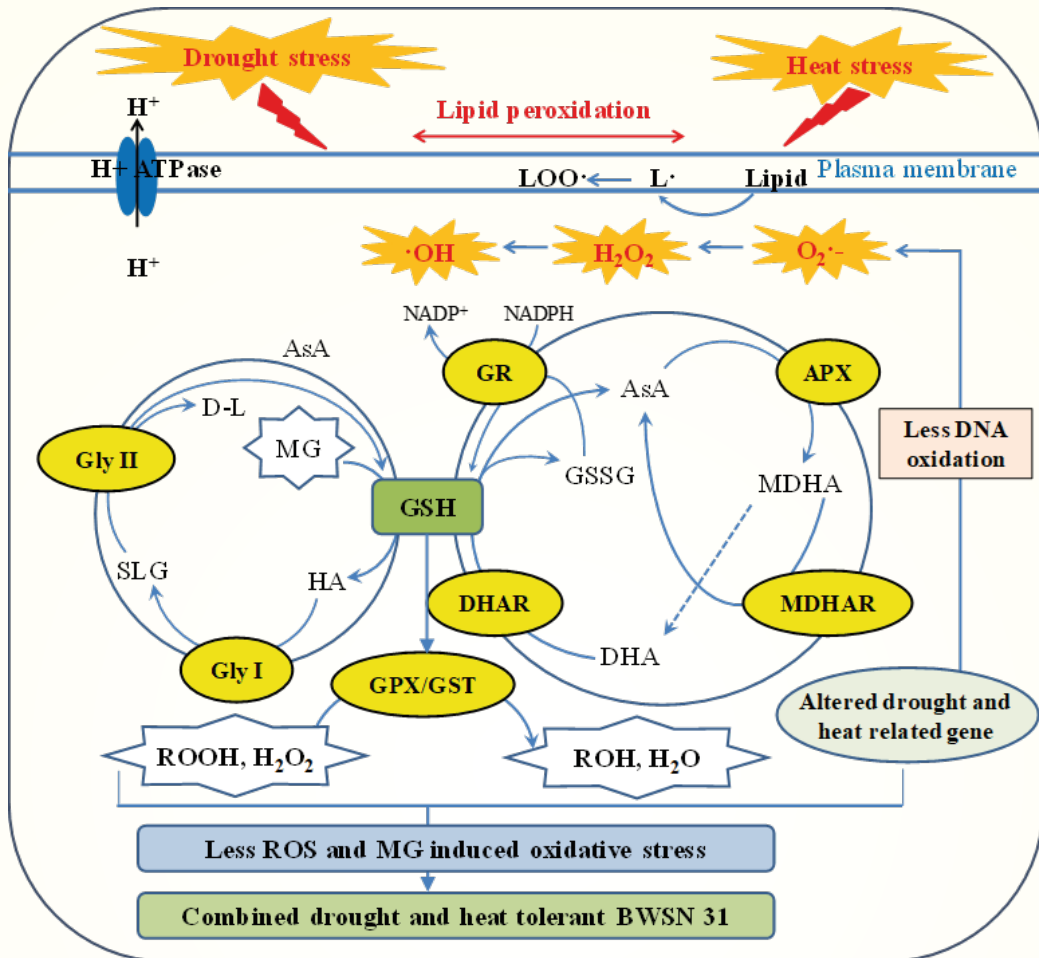 Drought stress
Heat stress
H⁺
Lipid peroxidation
H+ ATPase
Plasma membrane
LOO·
L·
Lipid
H⁺
·OH
H₂O₂
O₂·-
NADP⁺
NADPH
AsA
GR
AsA
APX
D-L
Gly II
MG
GSSG
MDHA
Less DNA
oxidation
GSH
SLG
HA
DHAR
MDHAR
DHA
Gly I
GPX/GST
Altered drought and
heat related gene
ROOH, H₂O₂
ROH, H₂O
Less ROS and MG induced oxidative stress
Combined drought and heat tolerant BWSN 31